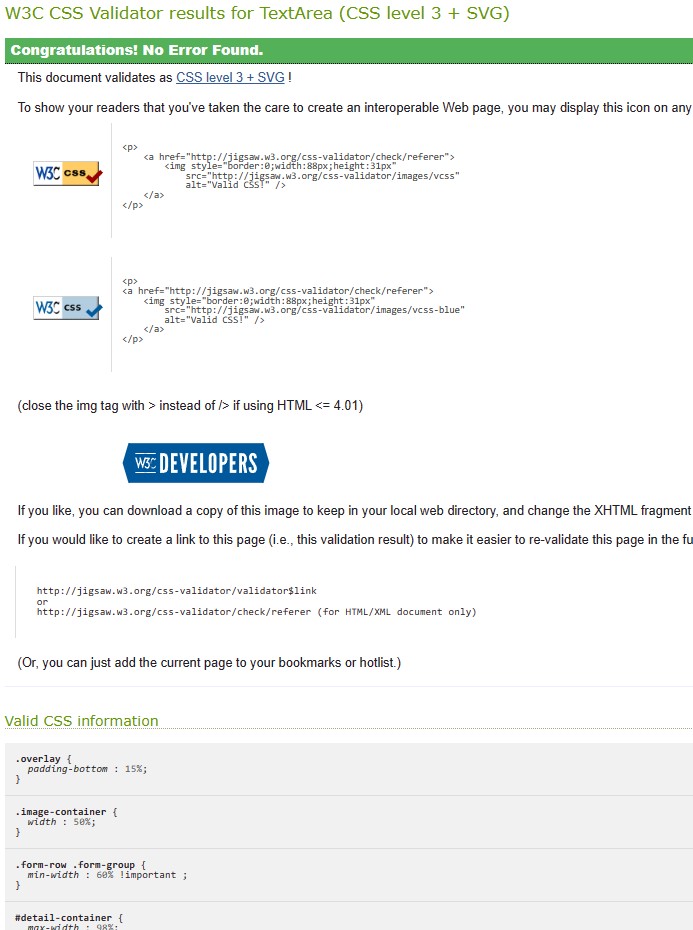 W3C CSS Validator results for TextArea (CSS level 3 + SVG)
Congratulations! No Error Found.
This document validates as CSS level 3 + SVG !
To show your readers that you've taken the care to create an interoperable Web page, you may display this icon on any
W3C css
<p>
<a href="http://jigsaw.w3.org/css-validator/check/referer">
<img style="border:0;width:88px;height:31px"
src="http://jigsaw.w3.org/css-validator/images/vcss"
alt="Valid CSS!" />
</a>
</p>
W3C css
<p>
<a href="http://jigsaw.w3.org/css-validator/check/referer">
<img style="border:0;width:88px;height:31px"
src="http://jigsaw.w3.org/css-validator/images/vcss-blue"
alt="Valid CSS!" />
</a>
</p>
(close the img tag with > instead of /> if using HTML <= 4.01)
W3C DEVELOPERS
If you like, you can download a copy of this image to keep in your local web directory, and change the XHTML fragment
If you would like to create a link to this page (i.e., this validation result) to make it easier to re-validate this page in the fu
http://jigsaw.w3.org/css-validator/validator$link
or
http://jigsaw.w3.org/css-validator/check/referer (for HTML/XML document only)
(Or, you can just add the current page to your bookmarks or hotlist.)
Valid CSS information
.overlay {
padding-bottom : 15%;
}
.image-container {
width : 50%;
}
.form-row .form-group {
min-width : 60% !important ;
}
#detail-container {
max-width : 98%;